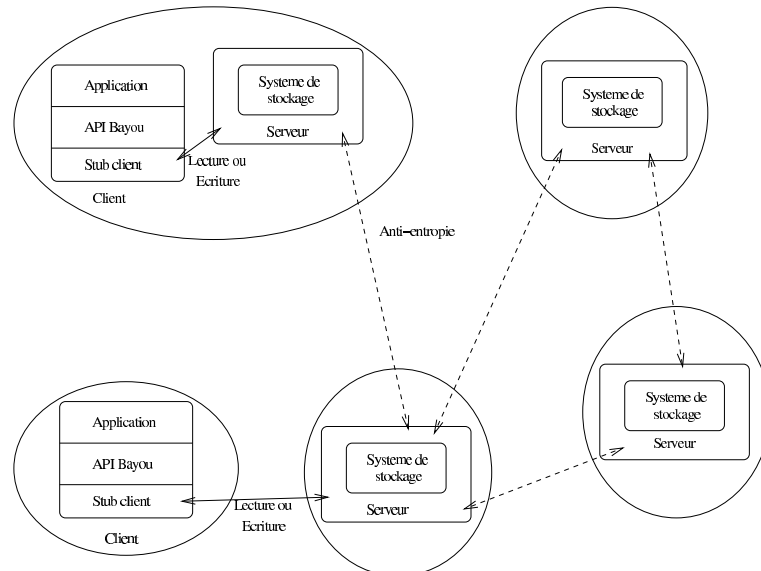 Application
API Bayou
Stub client
Client
Systeme de
stockage
Serveur
Lecture ou
Ecriture
Systeme de
stockage
Serveur
Anti-entropie
Application
API Bayou
Stub client
Client
Lecture ou
Ecriture
Systeme de
stockage
Serveur
Systeme de
stockage
Serveur